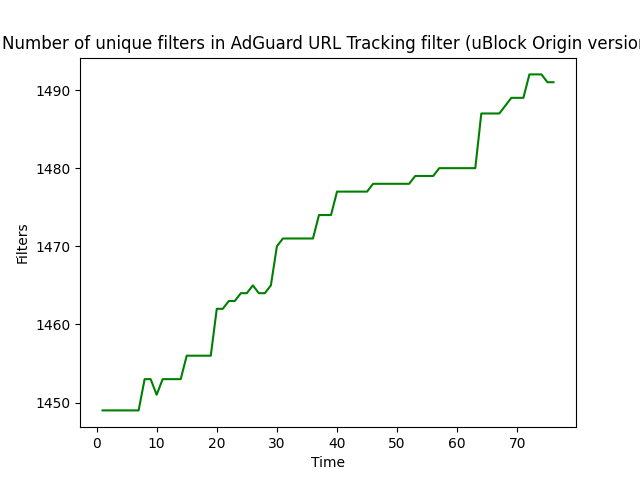 Number of unique filters in AdGuard URL Tracking filter (uBlock Origin version
1490
1480
1470
1460
1450
Filters
0 10 20 30 40 50 60 70
Time